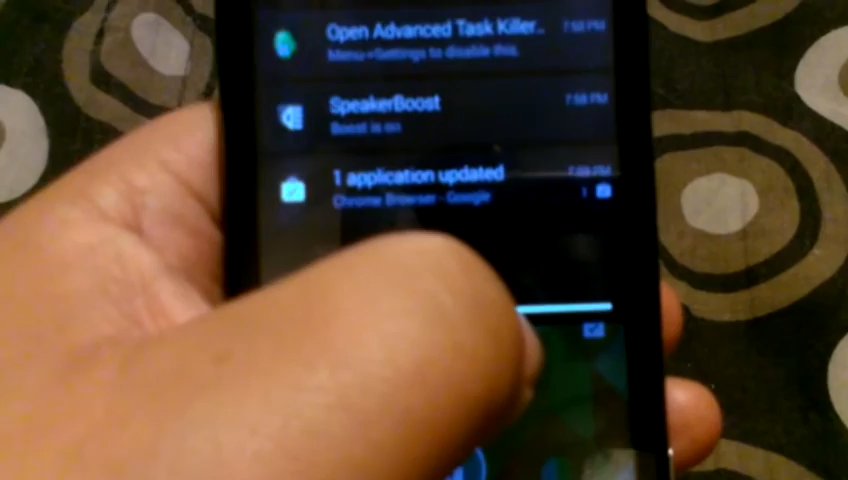 Open Advanced Task Killer..
7:58 PM
Menu->Settings to disable this.
SpeakerBoost
7:58 PM
Boost is on
1 application updated
Chrome Browser - Google
1